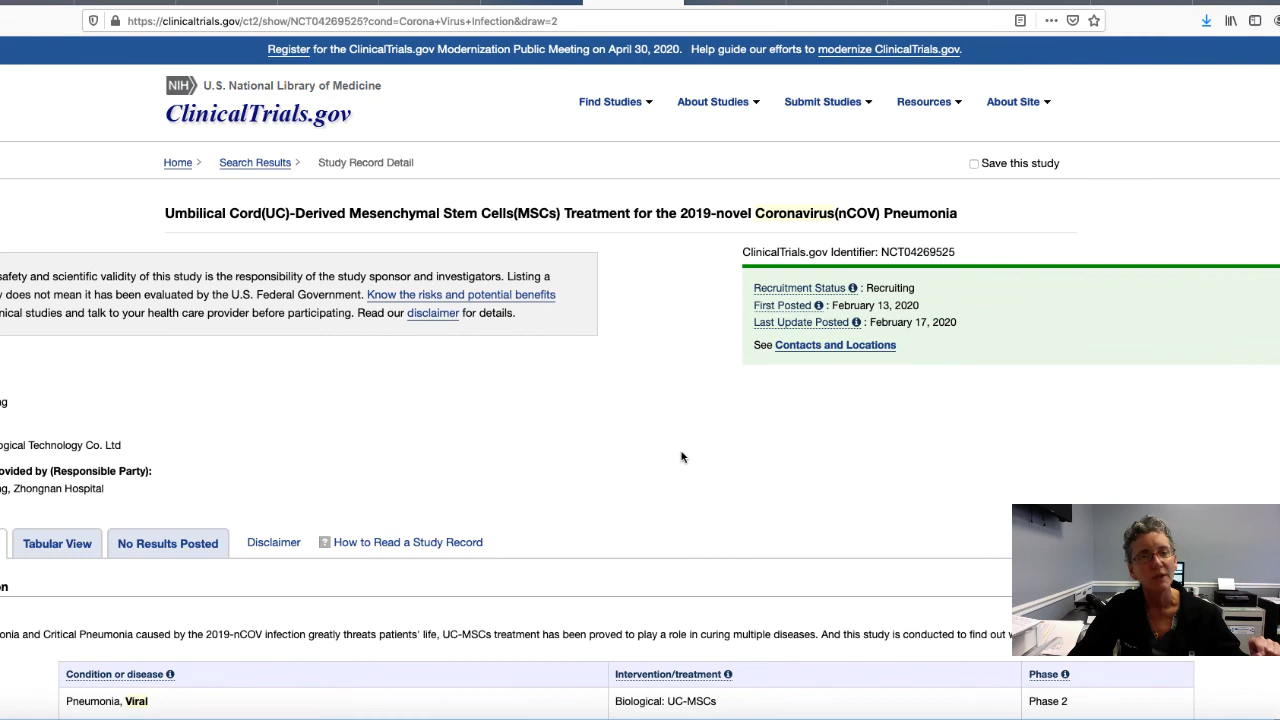 https://clinicaltrials.gov/ct2/show/NCT04269525?cond=Corona+Virus+Infection&draw=2
Register for the ClinicalTrials.gov Modernization Public Meeting on April 30, 2020. Help guide our efforts to modernize ClinicalTrials.gov.
NIH U.S. National Library of Medicine
ClinicalTrials.gov
Find Studies About Studies Submit Studies Resources About Site
Home > Search Results > Study Record Detail
Save this study
Umbilical Cord(UC)-Derived Mesenchymal Stem Cells(MSCs) Treatment for the 2019-novel Coronavirus(nCOV) Pneumonia
safety and scientific validity of this study is the responsibility of the study sponsor and investigators. Listing a
does not mean it has been evaluated by the U.S. Federal Government. Know the risks and potential benefits
nical studies and talk to your health care provider before participating. Read our disclaimer for details.
ClinicalTrials.gov Identifier: NCT04269525
Recruitment Status : Recruiting
First Posted : February 13, 2020
Last Update Posted : February 17, 2020
See Contacts and Locations
ogical Technology Co. Ltd
ovided by (Responsible Party):
ng, Zhongnan Hospital
Tabular View No Results Posted Disclaimer ? How to Read a Study Record
on
onia and Critical Pneumonia caused by the 2019-nCOV infection greatly threatens patients' life, UC-MSCs treatment has been proved to play a role in curing multiple diseases. And this study is conducted to find out
Condition or disease Intervention/treatment Phase
Pneumonia, Viral Biological: UC-MSCs Phase 2